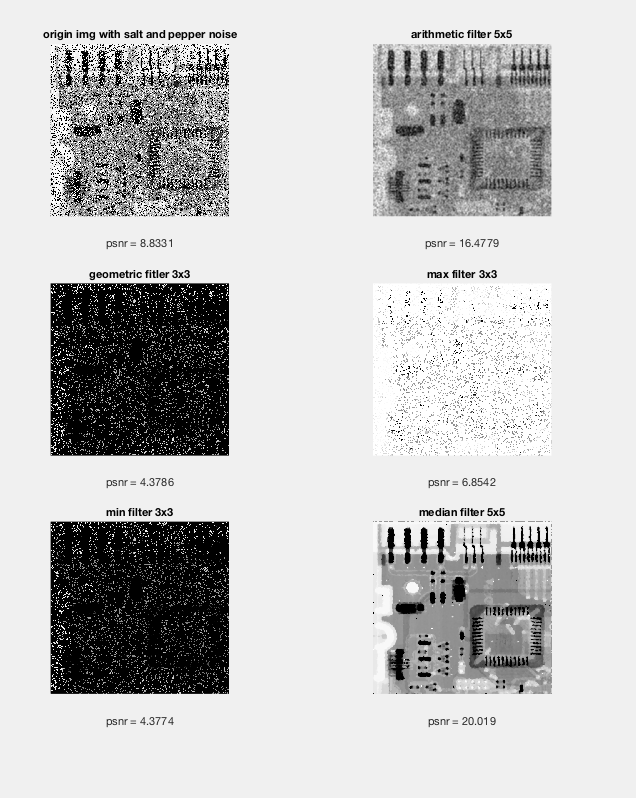 origin img with salt and pepper noise
arithmetic filter 5x5
psnr = 8.8331
psnr = 16.4779
geometric fitler 3x3
max filter 3x3
psnr = 4.3786
psnr = 6.8542
min filter 3x3
median filter 5x5
psnr = 4.3774
psnr = 20.019